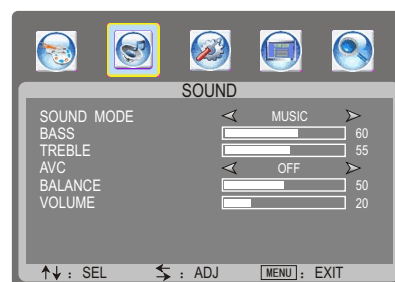 SOUND
SOUND MODE MUSIC
BASS 60
TREBLE 55
AVC OFF
BALANCE 50
VOLUME 20
↑↓ : SEL ⇆ : ADJ MENU : EXIT